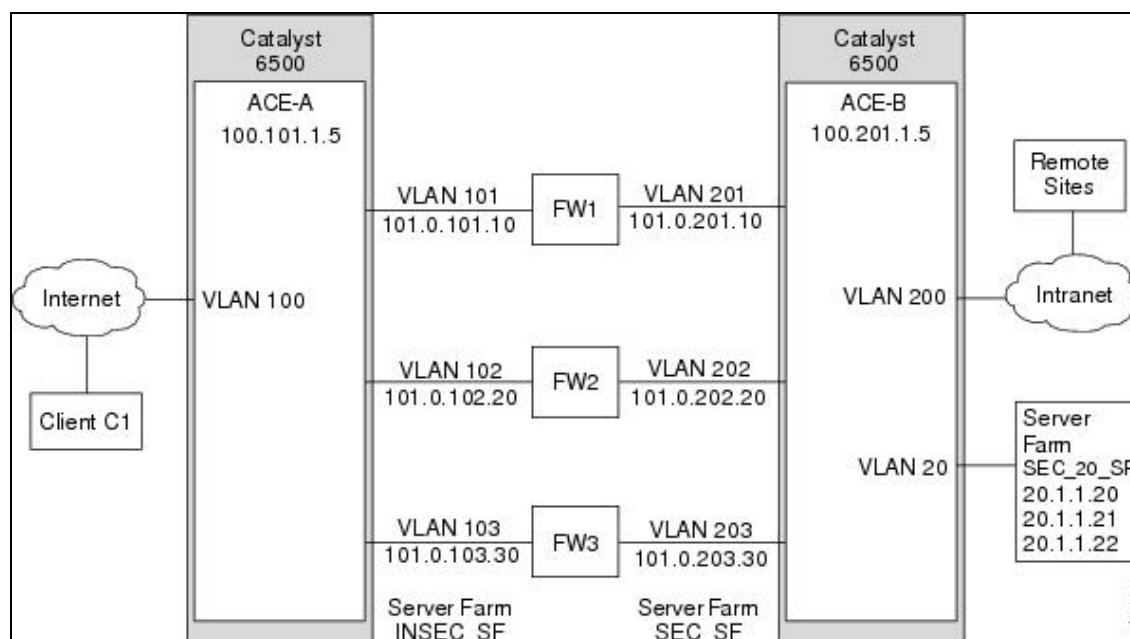 Catalyst
6500
ACE-A
100.101.1.5
Catalyst
6500
ACE-B
100.201.1.5
Remote
Sites
VLAN 101
101.0.101.10
FW1
VLAN 201
101.0.201.10
Internet
VLAN 100
VLAN 200
Intranet
Client C1
VLAN 102
101.0.102.20
FW2
VLAN 202
101.0.202.20
VLAN 20
Server
Farm
SEC_20_SF
20.1.1.20
20.1.1.21
20.1.1.22
VLAN 103
101.0.103.30
FW3
VLAN 203
101.0.203.30
Server Farm
INSEC_SF
Server Farm
SEC_SF